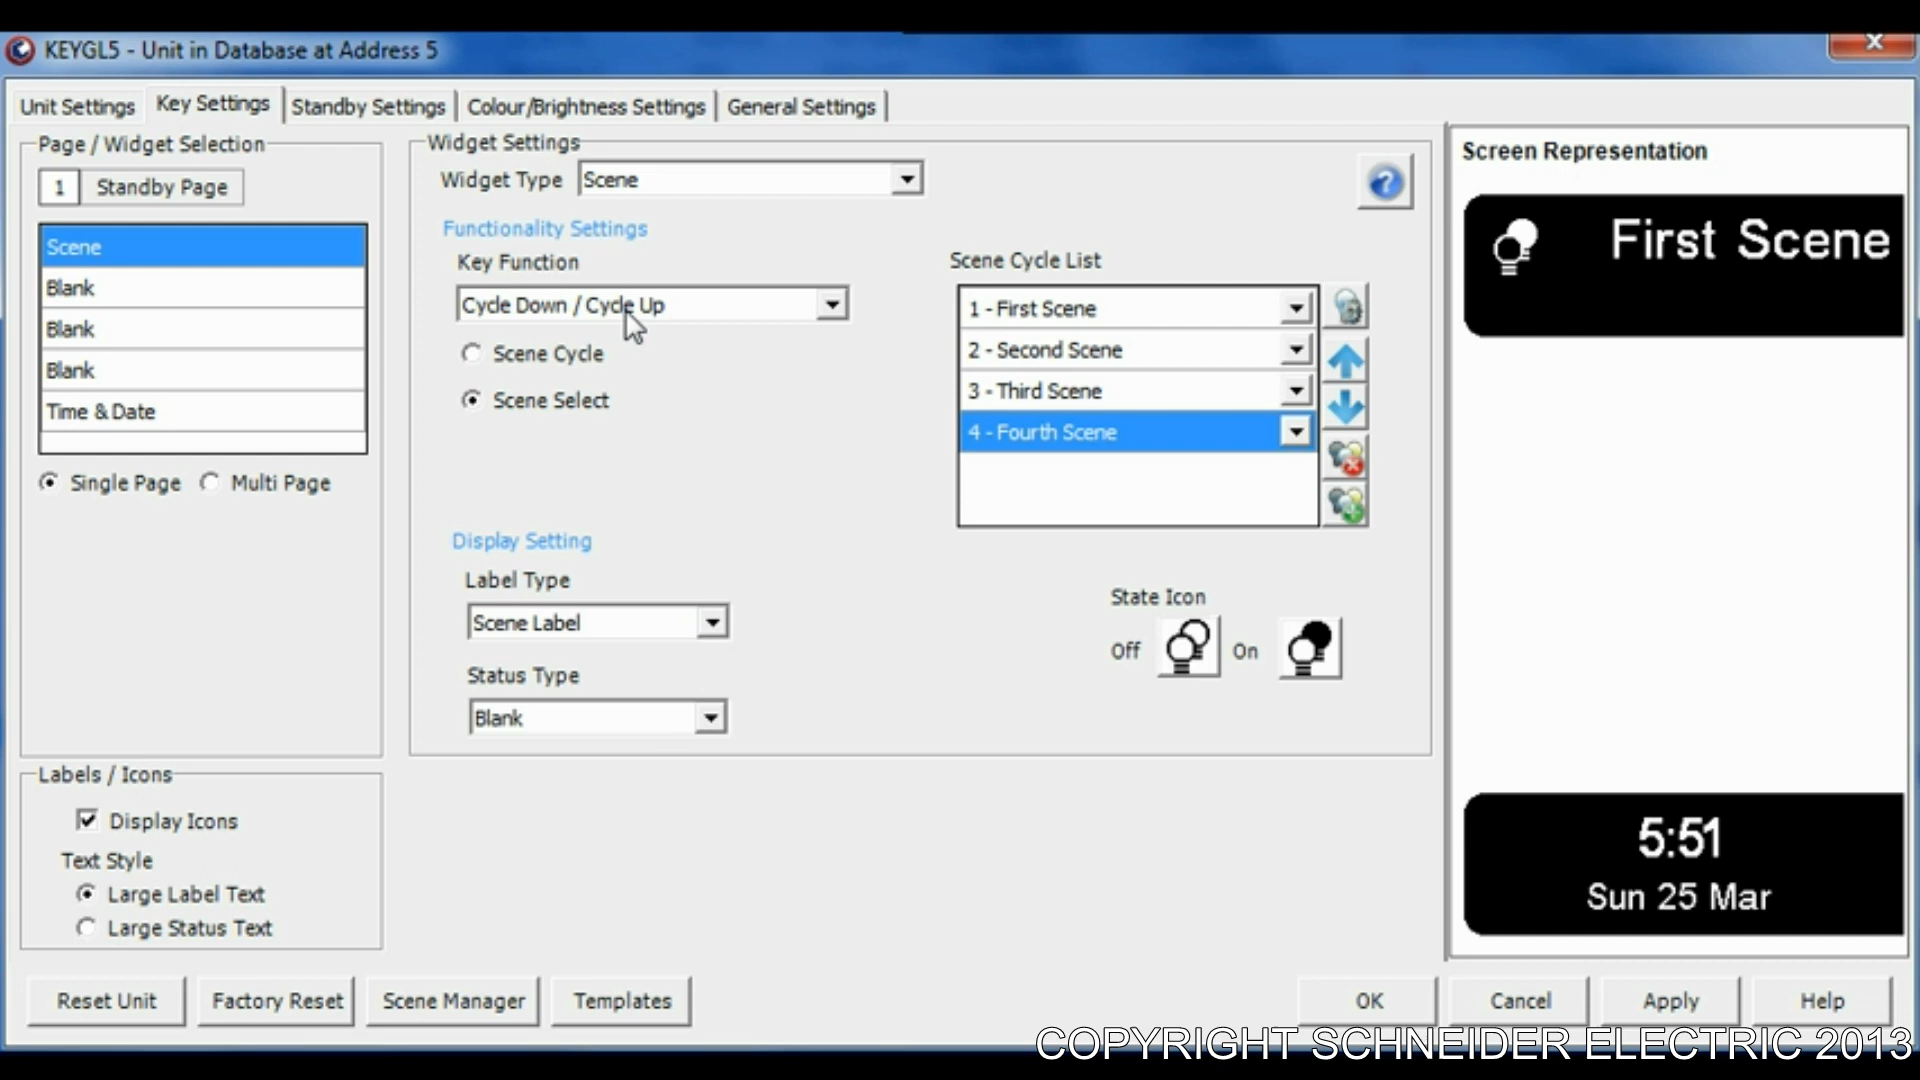 KEYGL5 - Unit in Database at Address 5
Unit Settings
Key Settings
Standby Settings
Colour/Brightness Settings
General Settings
Page / Widget Selection
1
Standby Page
Scene
Blank
Blank
Blank
Time & Date
Single Page
Multi Page
Labels / Icons
Display Icons
Text Style
Large Label Text
Large Status Text
Widget Settings
Widget Type
Scene
Functionality Settings
Key Function
Cycle Down / Cycle Up
Scene Cycle
Scene Select
Scene Cycle List
1 - First Scene
2 - Second Scene
3 - Third Scene
4 - Fourth Scene
Display Setting
Label Type
Scene Label
Status Type
Blank
State Icon
Off
On
Screen Representation
First Scene
5:51
Sun 25 Mar
Reset Unit
Factory Reset
Scene Manager
Templates
OK
Cancel
Apply
Help
COPYRIGHT SCHNEIDER ELECTRIC 2013